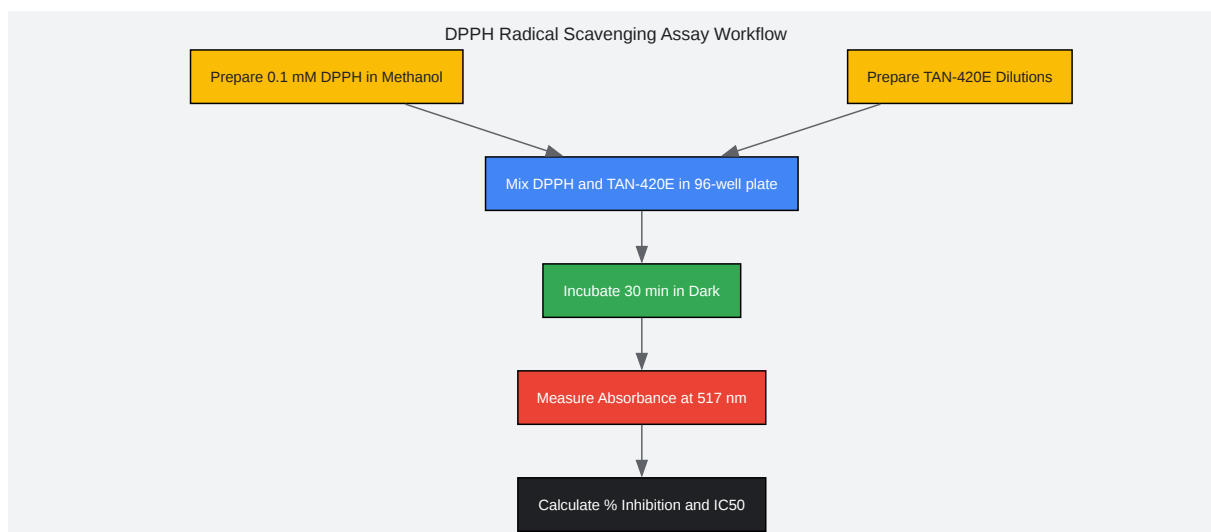 DPPH Radical Scavenging Assay Workflow
Prepare 0.1 mM DPPH in Methanol
Prepare TAN-420E Dilutions
Mix DPPH and TAN-420E in 96-well plate
Incubate 30 min in Dark
Measure Absorbance at 517 nm
Calculate % Inhibition and IC50